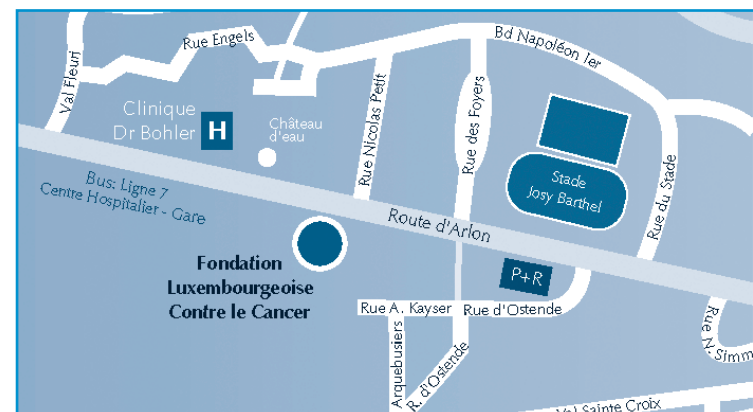 Rue Engels
Bd Napoléon Ier
Val Fleuri
Clinique
Dr Bohler
H
Château
d'eau
Rue Nicolas Petit
Rue des Foyers
Stade
Josy Barthel
Rue du Stade
Bus: Ligne 7
Centre Hospitalier - Gare
Route d'Arlon
Fondation
Luxembourgeoise
Contre le Cancer
P+R
Rue A. Kayser
Rue d'Ostende
Arquebusiers
R. d'Ostende
Rue N. Simm
Val Sainte Croix